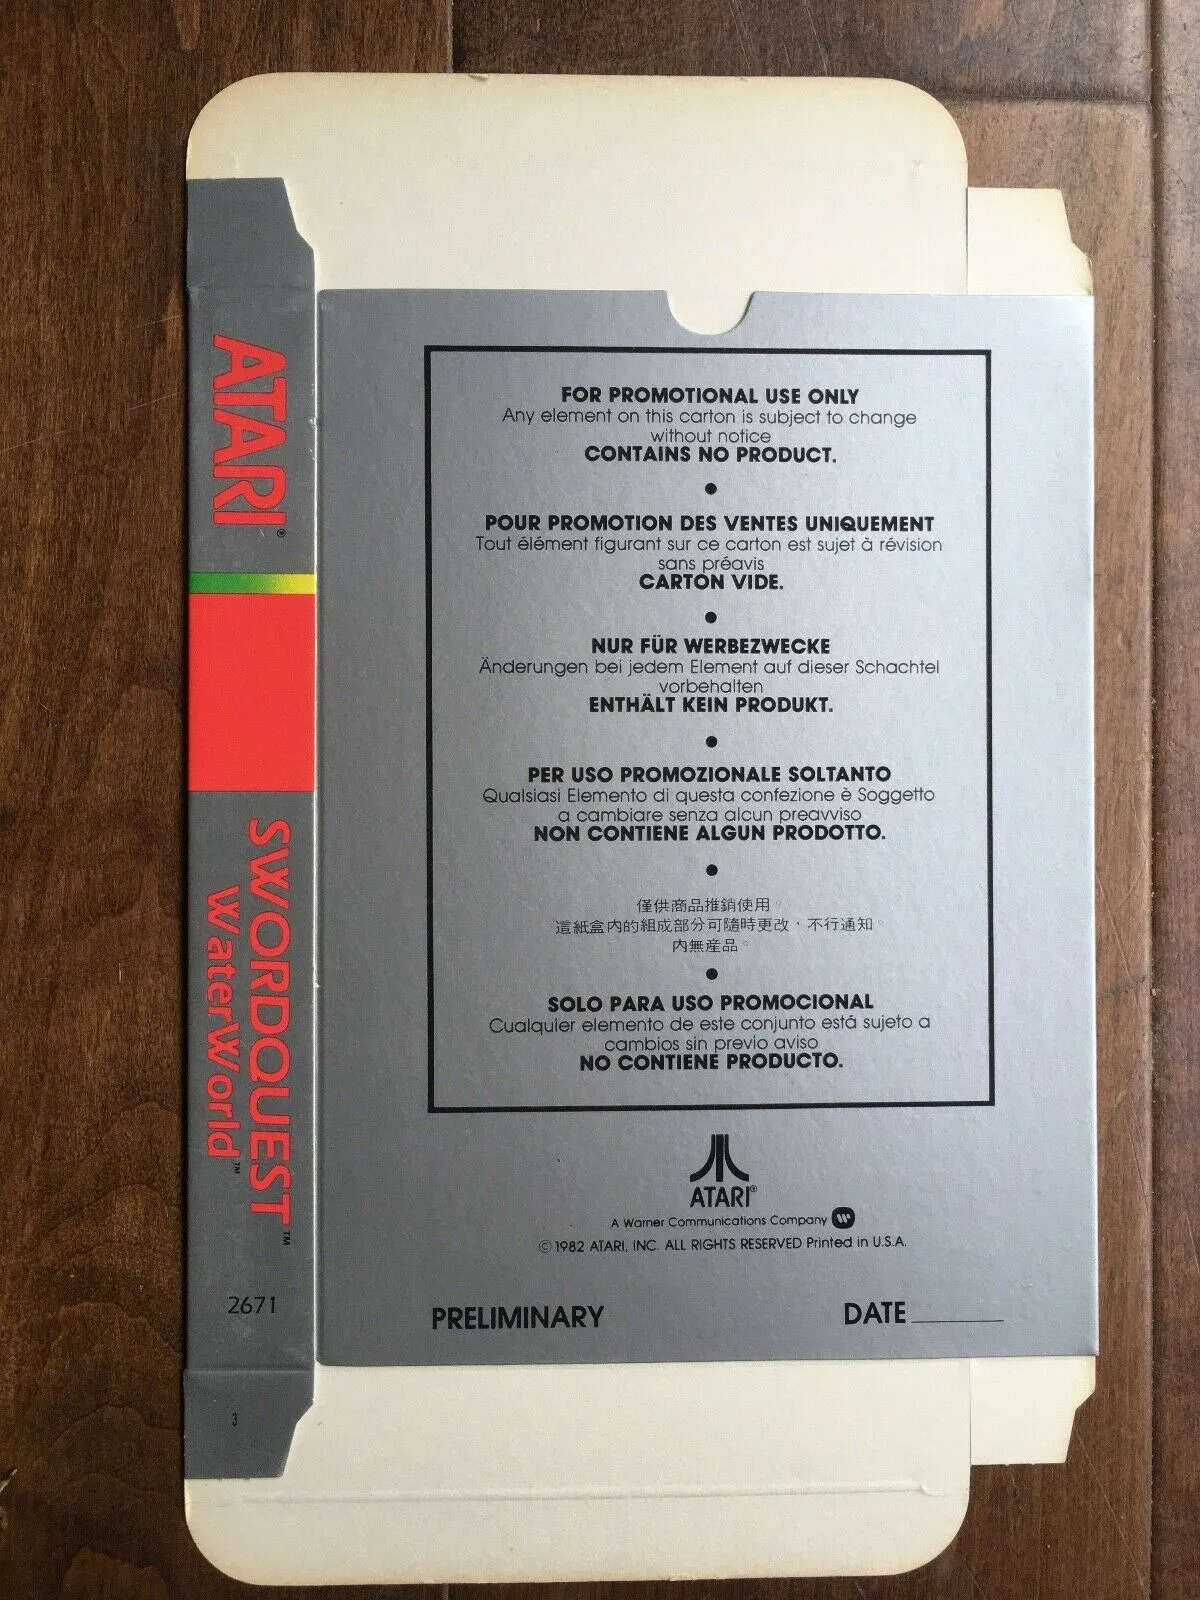 ATARI®
SWORDQUEST™
WaterWorld™
2671
3
FOR PROMOTIONAL USE ONLY
Any element on this carton is subject to change
without notice
CONTAINS NO PRODUCT.
●
POUR PROMOTION DES VENTES UNIQUEMENT
Tout élément figurant sur ce carton est sujet à révision
sans préavis
CARTON VIDE.
●
NUR FÜR WERBEZWECKE
Änderungen bei jedem Element auf dieser Schachtel
vorbehalten
ENTHÄLT KEIN PRODUKT.
●
PER USO PROMOZIONALE SOLTANTO
Qualsiasi Elemento di questa confezione è Soggetto
a cambiare senza alcun preavviso
NON CONTIENE ALGUN PRODOTTO.
●
僅供商品推銷使用。
這紙盒內的組成部分可隨時更改，不行通知。
內無産品。
●
SOLO PARA USO PROMOCIONAL
Cualquier elemento de este conjunto está sujeto a
cambios sin previo aviso
NO CONTIENE PRODUCTO.
ATARI®
A Warner Communications Company
© 1982 ATARI, INC. ALL RIGHTS RESERVED Printed in U.S.A.
PRELIMINARY DATE ______